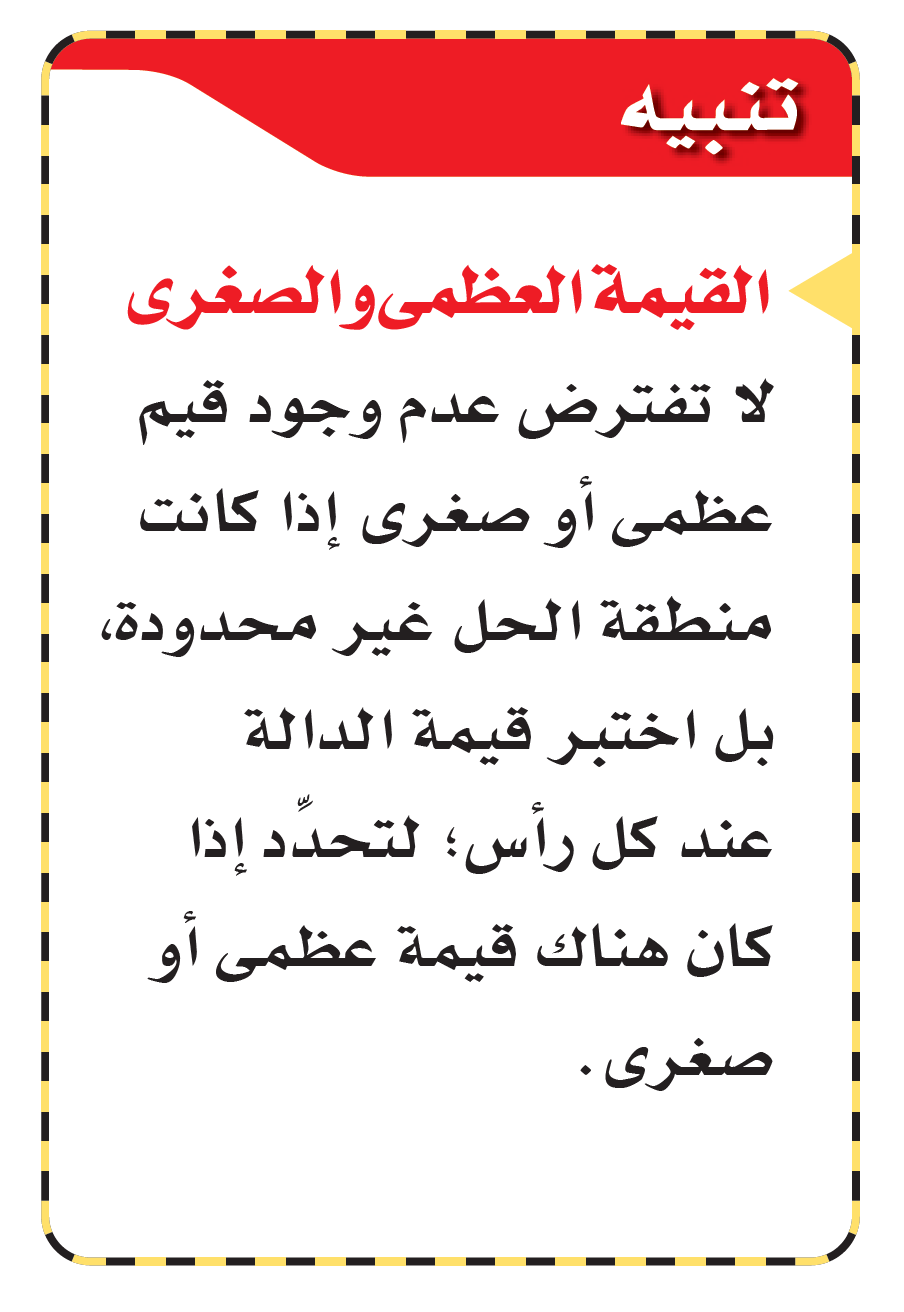 تنبيه
القيمة العظمى والصغرى
لا تفترض عدم وجود قيم
عظمى أو صغرى إذا كانت
منطقة الحل غير محدودة،
بل اختبر قيمة الدالة
عند كل رأس؛ لتحدِّد إذا
كان هناك قيمة عظمى أو
صغرى.